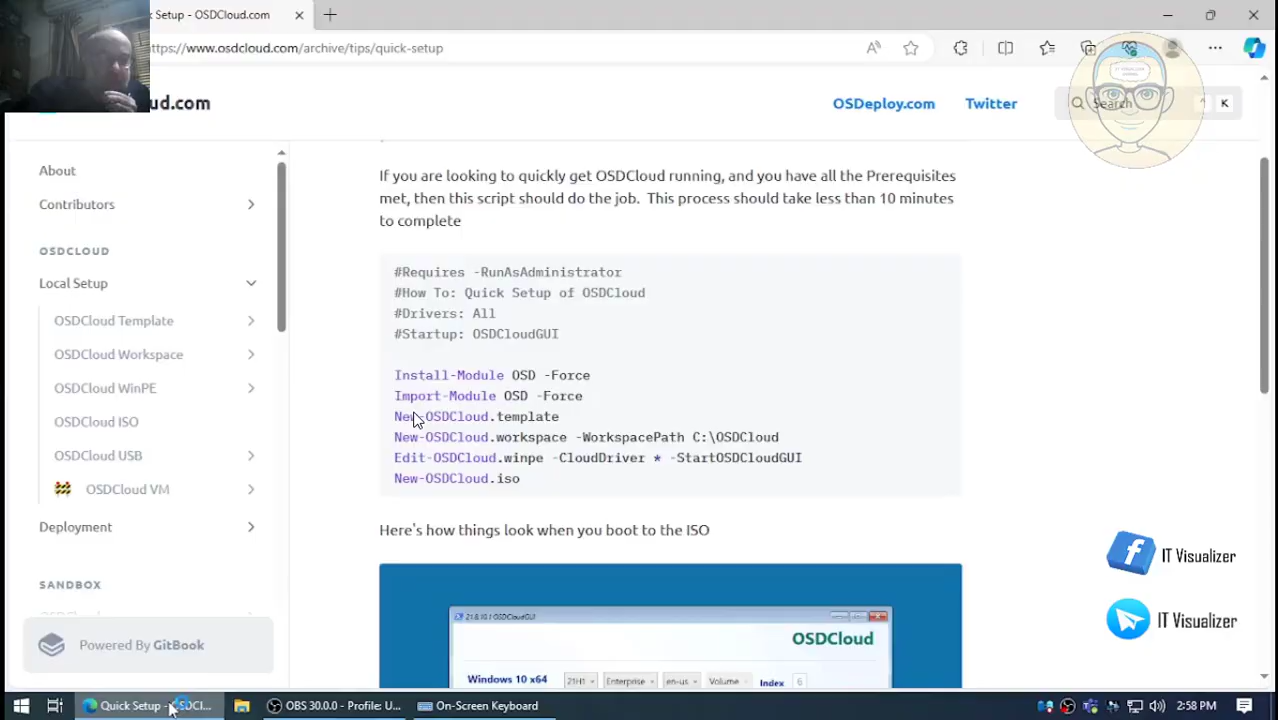 Setup - OSDCloud.com
ttps://www.osdcloud.com/archive/tips/quick-setup
ud.com
OSDeploy.com
Twitter
Search
K
About
Contributors
OSDCLOUD
Local Setup
OSDCloud Template
OSDCloud Workspace
OSDCloud WinPE
OSDCloud ISO
OSDCloud USB
OSDCloud VM
Deployment
SANDBOX
Powered By GitBook
If you are looking to quickly get OSDCloud running, and you have all the Prerequisites
met, then this script should do the job. This process should take less than 10 minutes
to complete
#Requires -RunAsAdministrator
#How To: Quick Setup of OSDCloud
#Drivers: All
#Startup: OSDCloudGUI
Install-Module OSD -Force
Import-Module OSD -Force
New-OSDCloud.template
New-OSDCloud.workspace -WorkspacePath C:\OSDCloud
Edit-OSDCloud.winpe -CloudDriver * -StartOSDCloudGUI
New-OSDCloud.iso
Here's how things look when you boot to the ISO
21.8.10.1 OSDCloudGUI
OSDCloud
Windows 10 x64 21H1 Enterprise en-us Volume Index 6
IT Visualizer
IT Visualizer
Quick Setup - OSDCl...
OBS 30.0.0 - Profile: U...
On-Screen Keyboard
2:58 PM